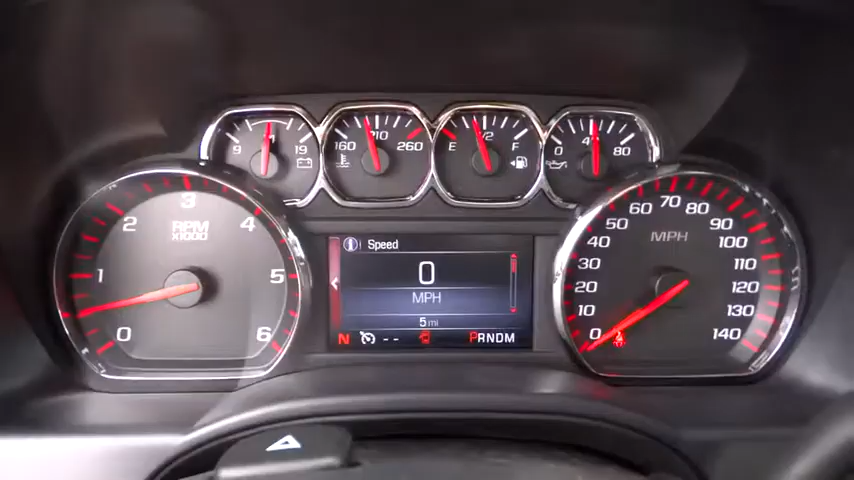 9 19
160 210 260
E 1/2 F
0 80
RPM
X1000
0 1 2 3 4 5 6
Speed
0
MPH
5 mi
N -- PRNDM
MPH
0 10 20 30 40 50 60 70 80 90 100 110 120 130 140